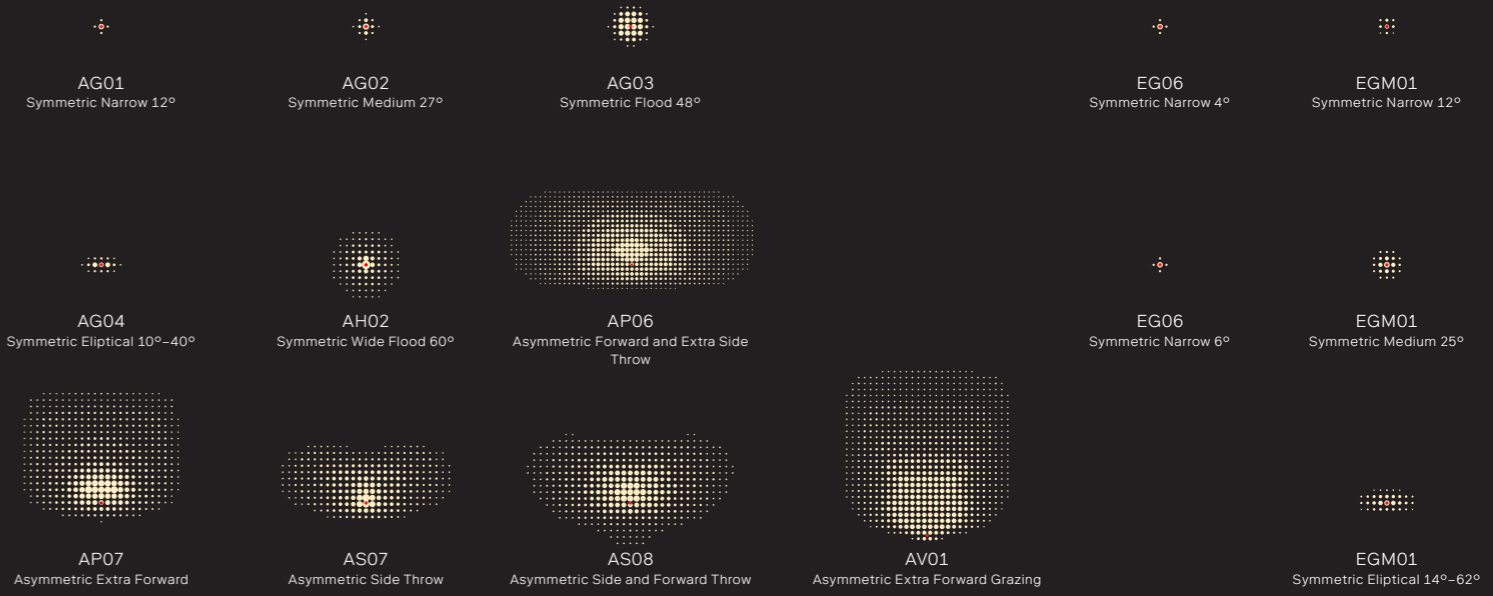 AG01
Symmetric Narrow 12º
AG02
Symmetric Medium 27º
AG03
Symmetric Flood 48º
EG06
Symmetric Narrow 4º
EGM01
Symmetric Narrow 12º
AG04
Symmetric Eliptical 10º–40º
AH02
Symmetric Wide Flood 60º
AP06
Asymmetric Forward and Extra Side
Throw
EG06
Symmetric Narrow 6º
EGM01
Symmetric Medium 25º
AP07
Asymmetric Extra Forward
AS07
Asymmetric Side Throw
AS08
Asymmetric Side and Forward Throw
AV01
Asymmetric Extra Forward Grazing
EGM01
Symmetric Eliptical 14º–62º